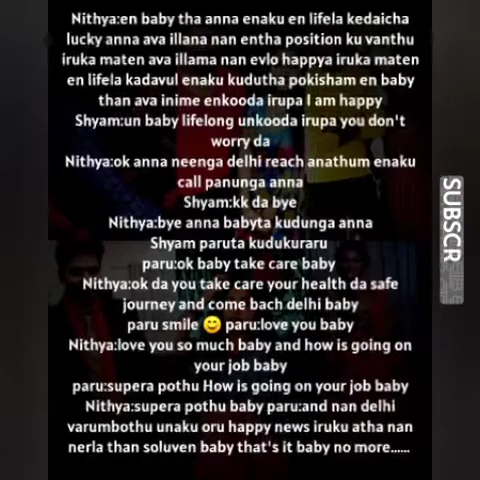 Nithya:en baby tha anna enaku en lifela kedaicha
lucky anna ava illana nan entha position ku vanthu
iruka maten ava illama nan evlo happya iruka maten
en lifela kadavul enaku kudutha pokisham en baby
than ava inime enkooda irupa I am happy
Shyam:un baby lifelong unkooda irupa you don't
worry da
Nithya:ok anna neenga delhi reach anathum enaku
call panunga anna
Shyam:kk da bye
Nithya:bye anna babyta kudunga anna
Shyam paruta kudukuraru
paru:ok baby take care baby
Nithya:ok da you take care your health da safe
journey and come bach delhi baby
paru smile 😊 paru:love you baby
Nithya:love you so much baby and how is going on
your job baby
paru:supera pothu How is going on your job baby
Nithya:supera pothu baby paru:and nan delhi
varumbothu unaku oru happy news iruku atha nan
nerla than soluven baby that's it baby no more......
SUBSCR